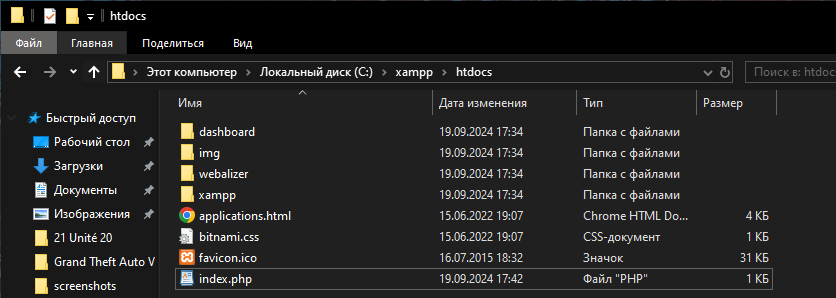 htdocs
Файл Главная Поделиться Вид
Этот компьютер Локальный диск (C:) xampp htdocs Поиск в: htdoc
Имя Дата изменения Тип Размер
Быстрый доступ
dashboard 19.09.2024 17:34 Папка с файлами
Рабочий стол
img 19.09.2024 17:34 Папка с файлами
Загрузки
webalizer 19.09.2024 17:34 Папка с файлами
Документы
xampp 19.09.2024 17:34 Папка с файлами
Изображения
applications.html 15.06.2022 19:07 Chrome HTML Do... 4 КБ
21 Unité 20
bitnami.css 15.06.2022 19:07 CSS-документ 1 КБ
Grand Theft Auto V
favicon.ico 16.07.2015 18:32 Значок 31 КБ
screenshots
index.php 19.09.2024 17:42 Файл "PHP" 1 КБ